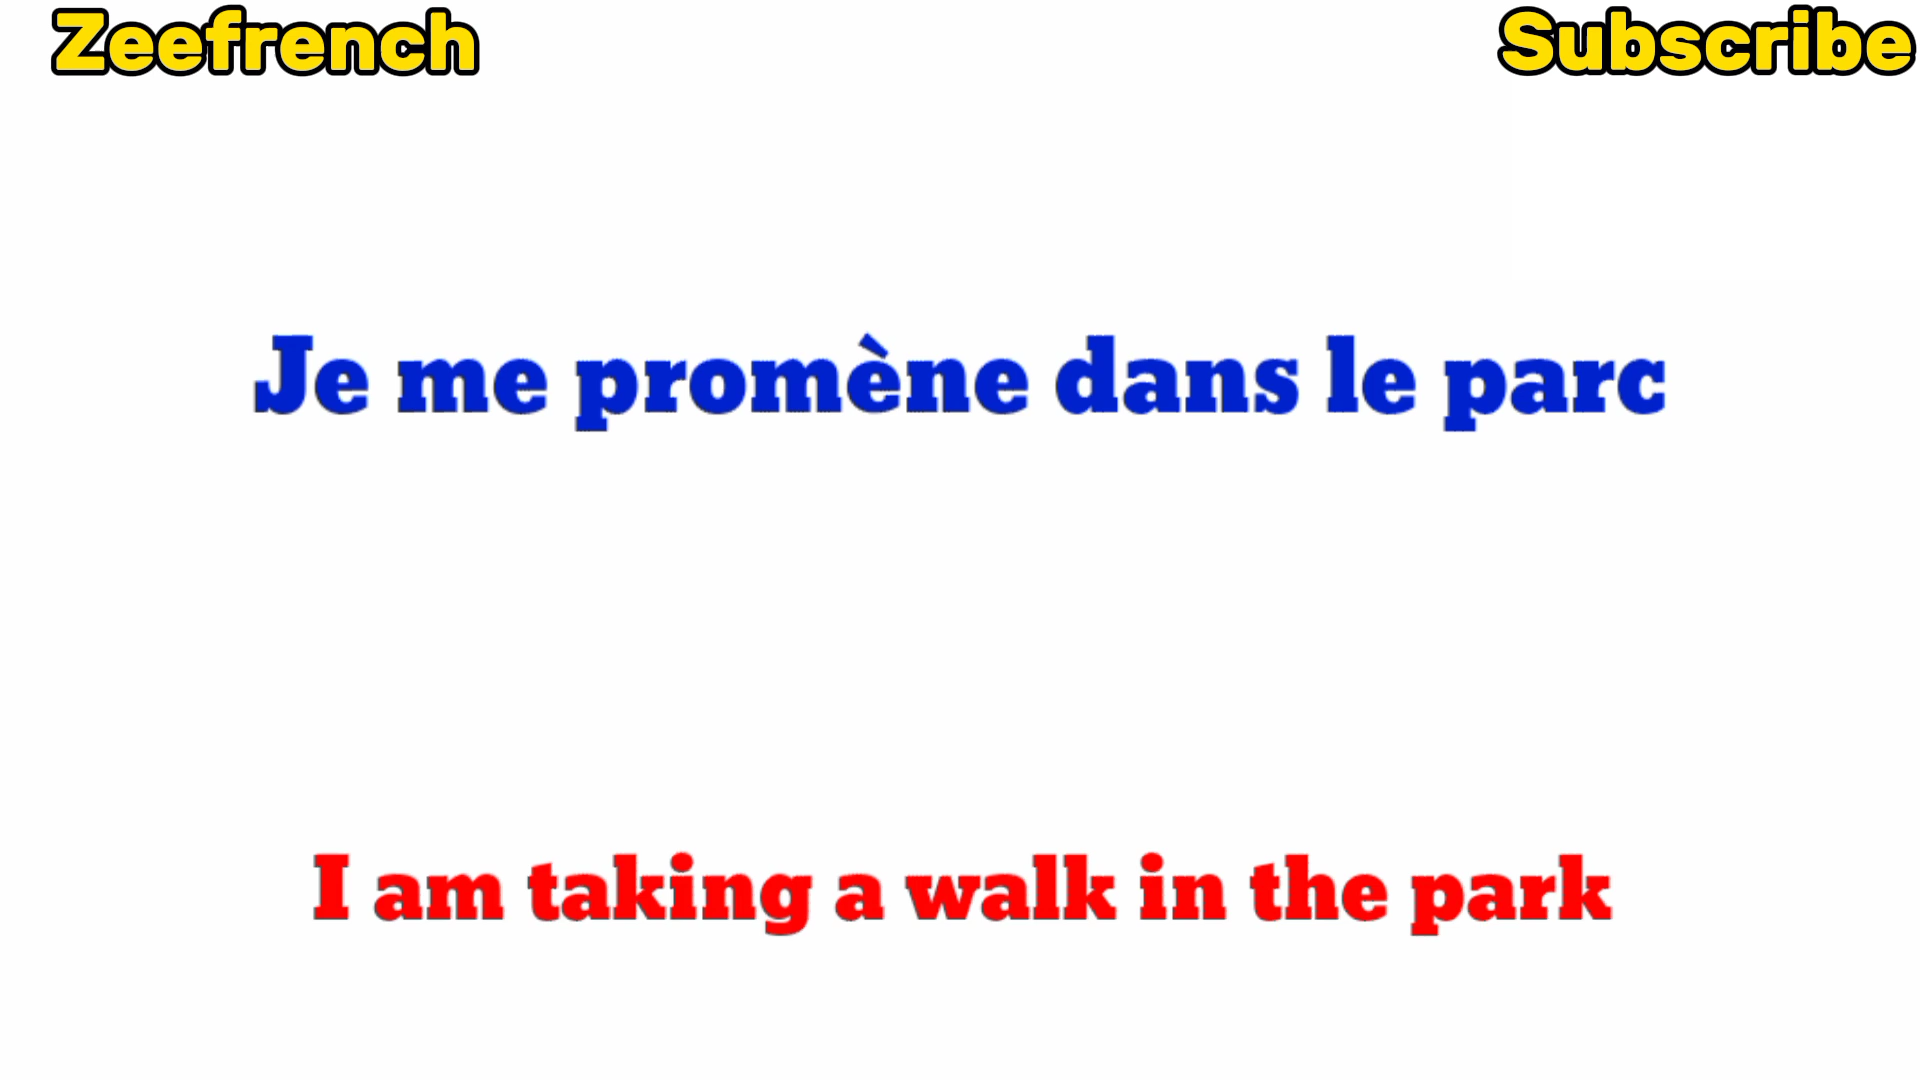 Zeefrench
Subscribe
Je me promène dans le parc
I am taking a walk in the park